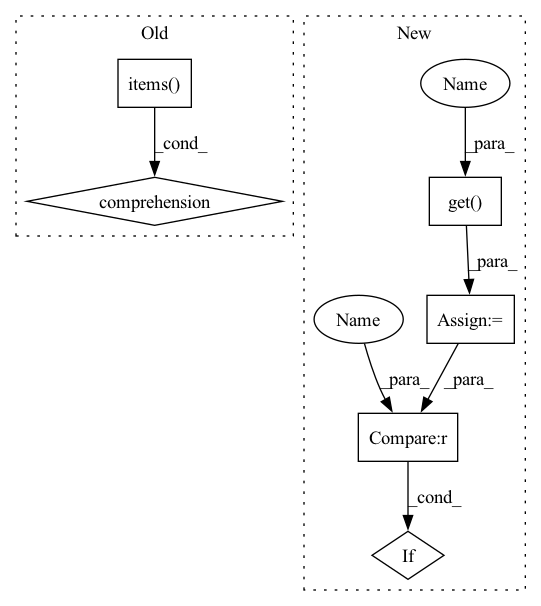 Old
items()
_cond_
comprehension
New
Name
_para_
get()
_para_
Name
Assign:=
_para_
_para_
Compare:r
_cond_
If